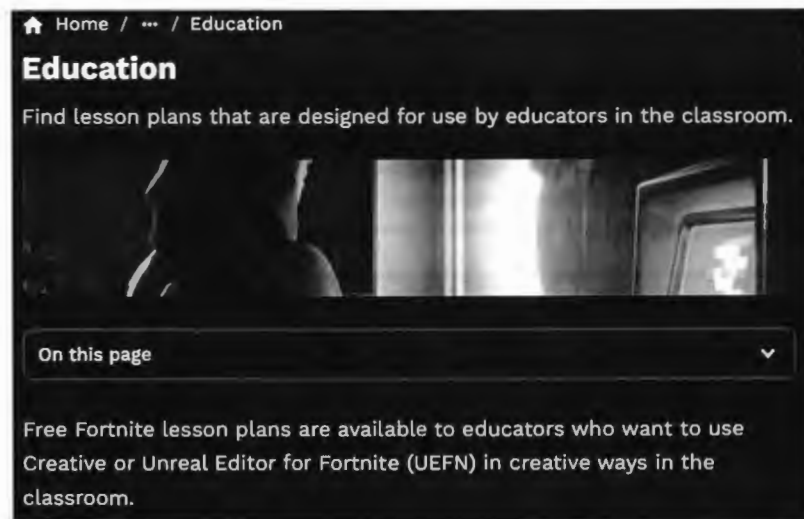 Home / ··· / Education
Education
Find lesson plans that are designed for use by educators in the classroom.
On this page
Free Fortnite lesson plans are available to educators who want to use
Creative or Unreal Editor for Fortnite (UEFN) in creative ways in the
classroom.